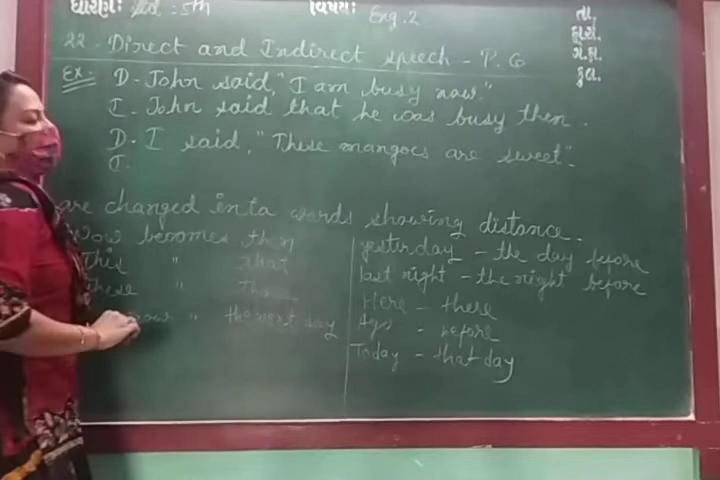 ધોરણ: Std : 5th વિષય: Eng. 2 તા.
22. Direct and Indirect speech - P. G
Ex. D - John said, "I am busy now."
I. John said that he was busy then.
D - I said, "These mangoes are sweet".
I.
are changed into words showing distance.
Now becomes then
This " that
These "
" the next day
yesterday - the day before
last night - the night before
Here - there
Ago - before
Today - that day